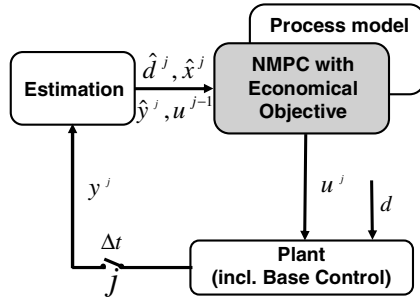 Process model
NMPC with
Economical
Objective
Estimation
d̂ ʲ, x̂ ʲ
ŷ ʲ, u ʲ⁻¹
y ʲ
u ʲ
d
Δt
j
Plant
(incl. Base Control)